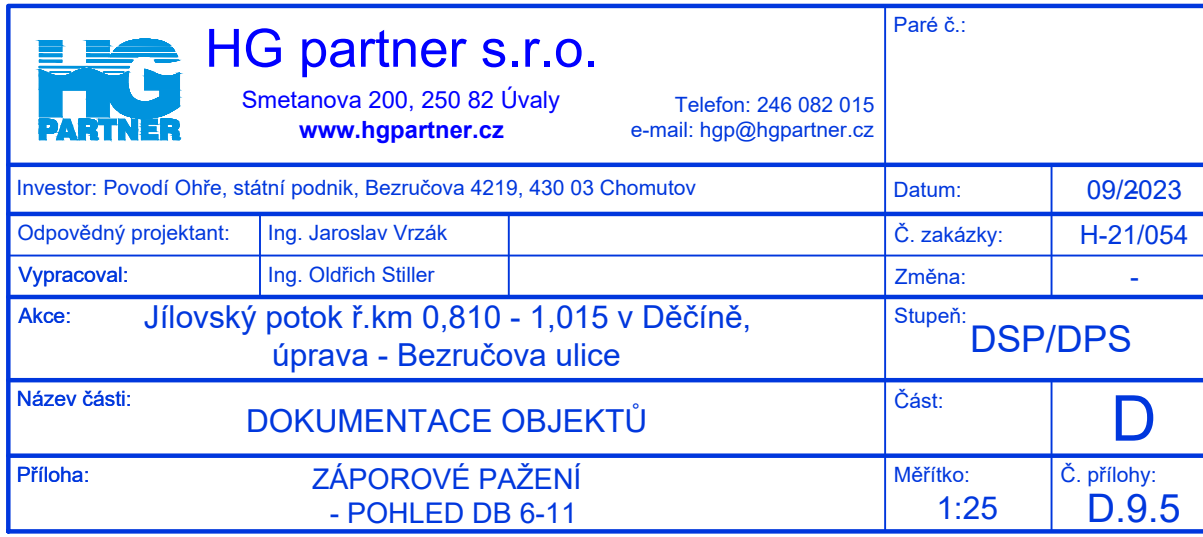 HG
PARTNER
HG partner s.r.o.
Smetanova 200, 250 82 Úvaly
www.hgpartner.cz
Telefon: 246 082 015
e-mail: hgp@hgpartner.cz
Paré č.:
Investor: Povodí Ohře, státní podnik, Bezručova 4219, 430 03 Chomutov
Datum: 09/2023
Odpovědný projektant: Ing. Jaroslav Vrzák
Č. zakázky: H-21/054
Vypracoval: Ing. Oldřich Stiller
Změna: -
Akce: Jílovský potok ř.km 0,810 - 1,015 v Děčíně,
úprava - Bezručova ulice
Stupeň: DSP/DPS
Název části: DOKUMENTACE OBJEKTŮ
Část: D
Příloha: ZÁPOROVÉ PAŽENÍ
- POHLED DB 6-11
Měřítko: 1:25
Č. přílohy: D.9.5